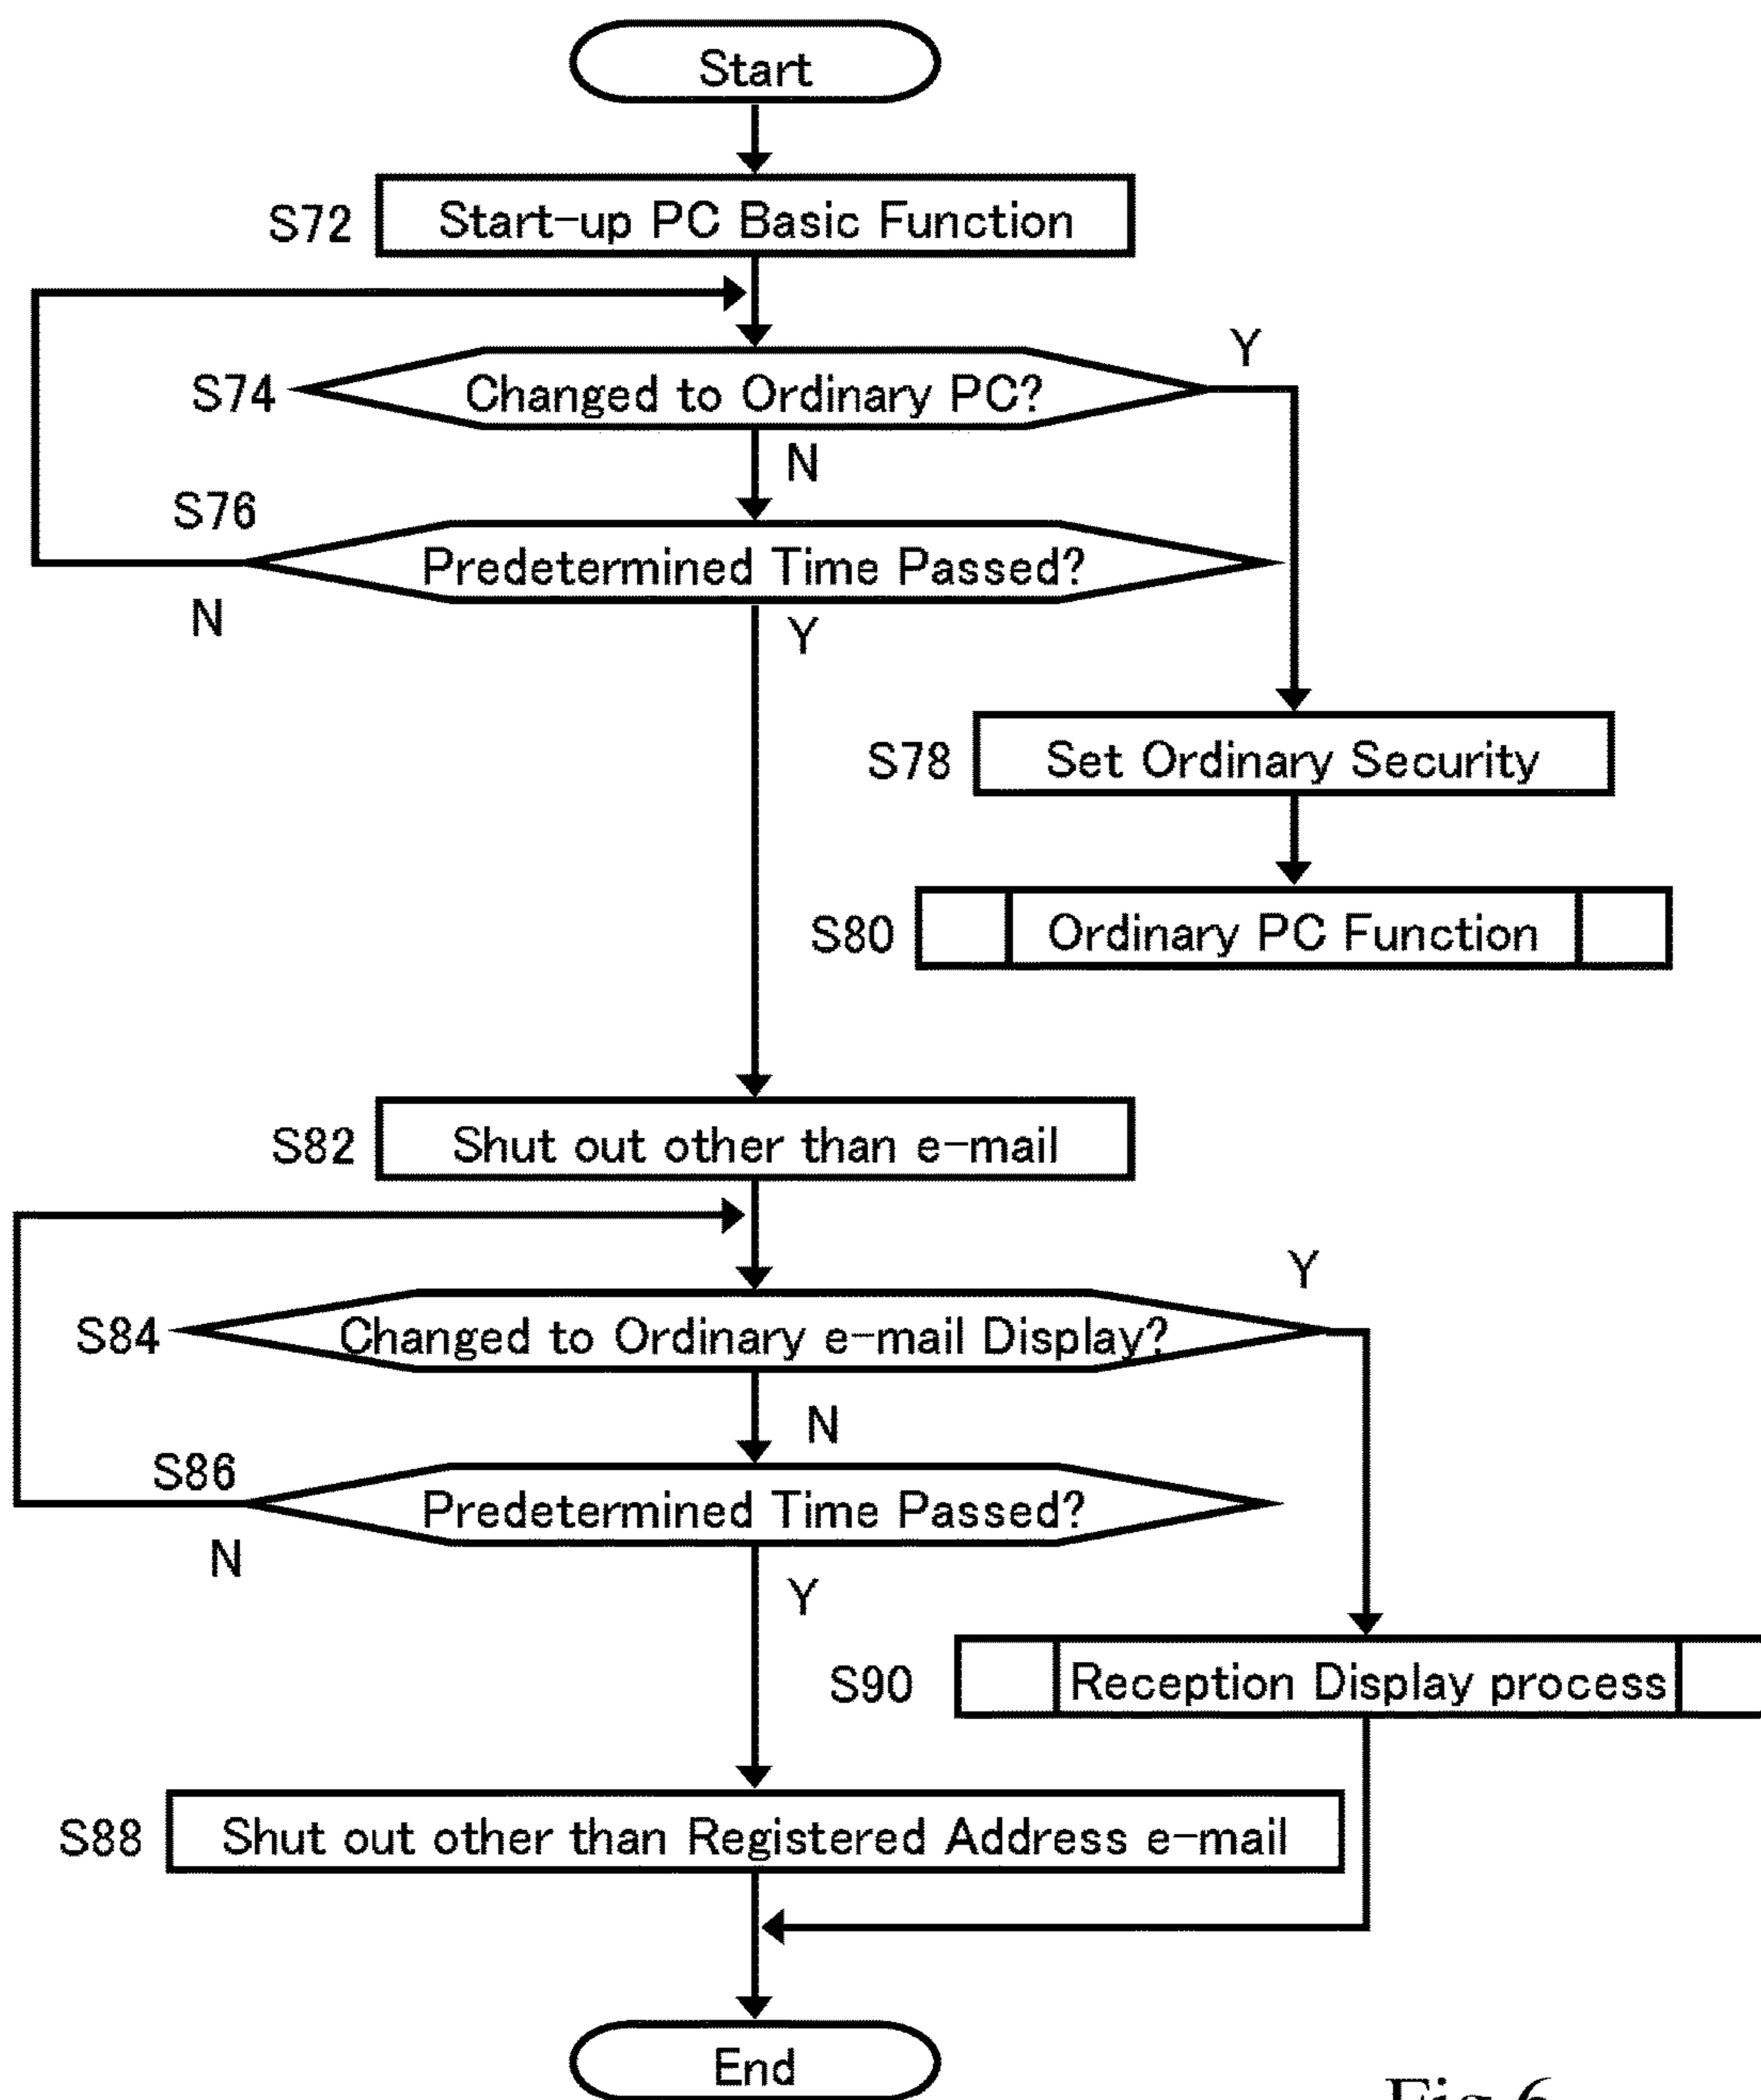 Start
S72
Start-up PC Basic Function
Y
S74
Changed to Ordinary PC?
N
S76
Predetermined Time Passed?
N
Y
S78
Set Ordinary Security
S80
Ordinary PC Function
S82
Shut out other than e-mail
Y
S84
Changed to Ordinary e-mail Display?
N
S86
Predetermined Time Passed?
N
Y
S90
Reception Display process
S88
Shut out other than Registered Address e-mail
End
Fig.6